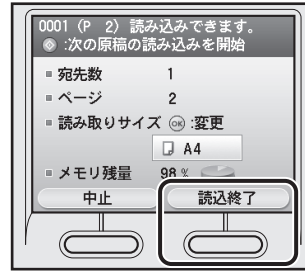 0001 (P 2) 読み込みできます。
:次の原稿の読み込みを開始
宛先数 1
ページ 2
読み取りサイズ OK :変更
A4
メモリ残量 98 %
中止 読込終了